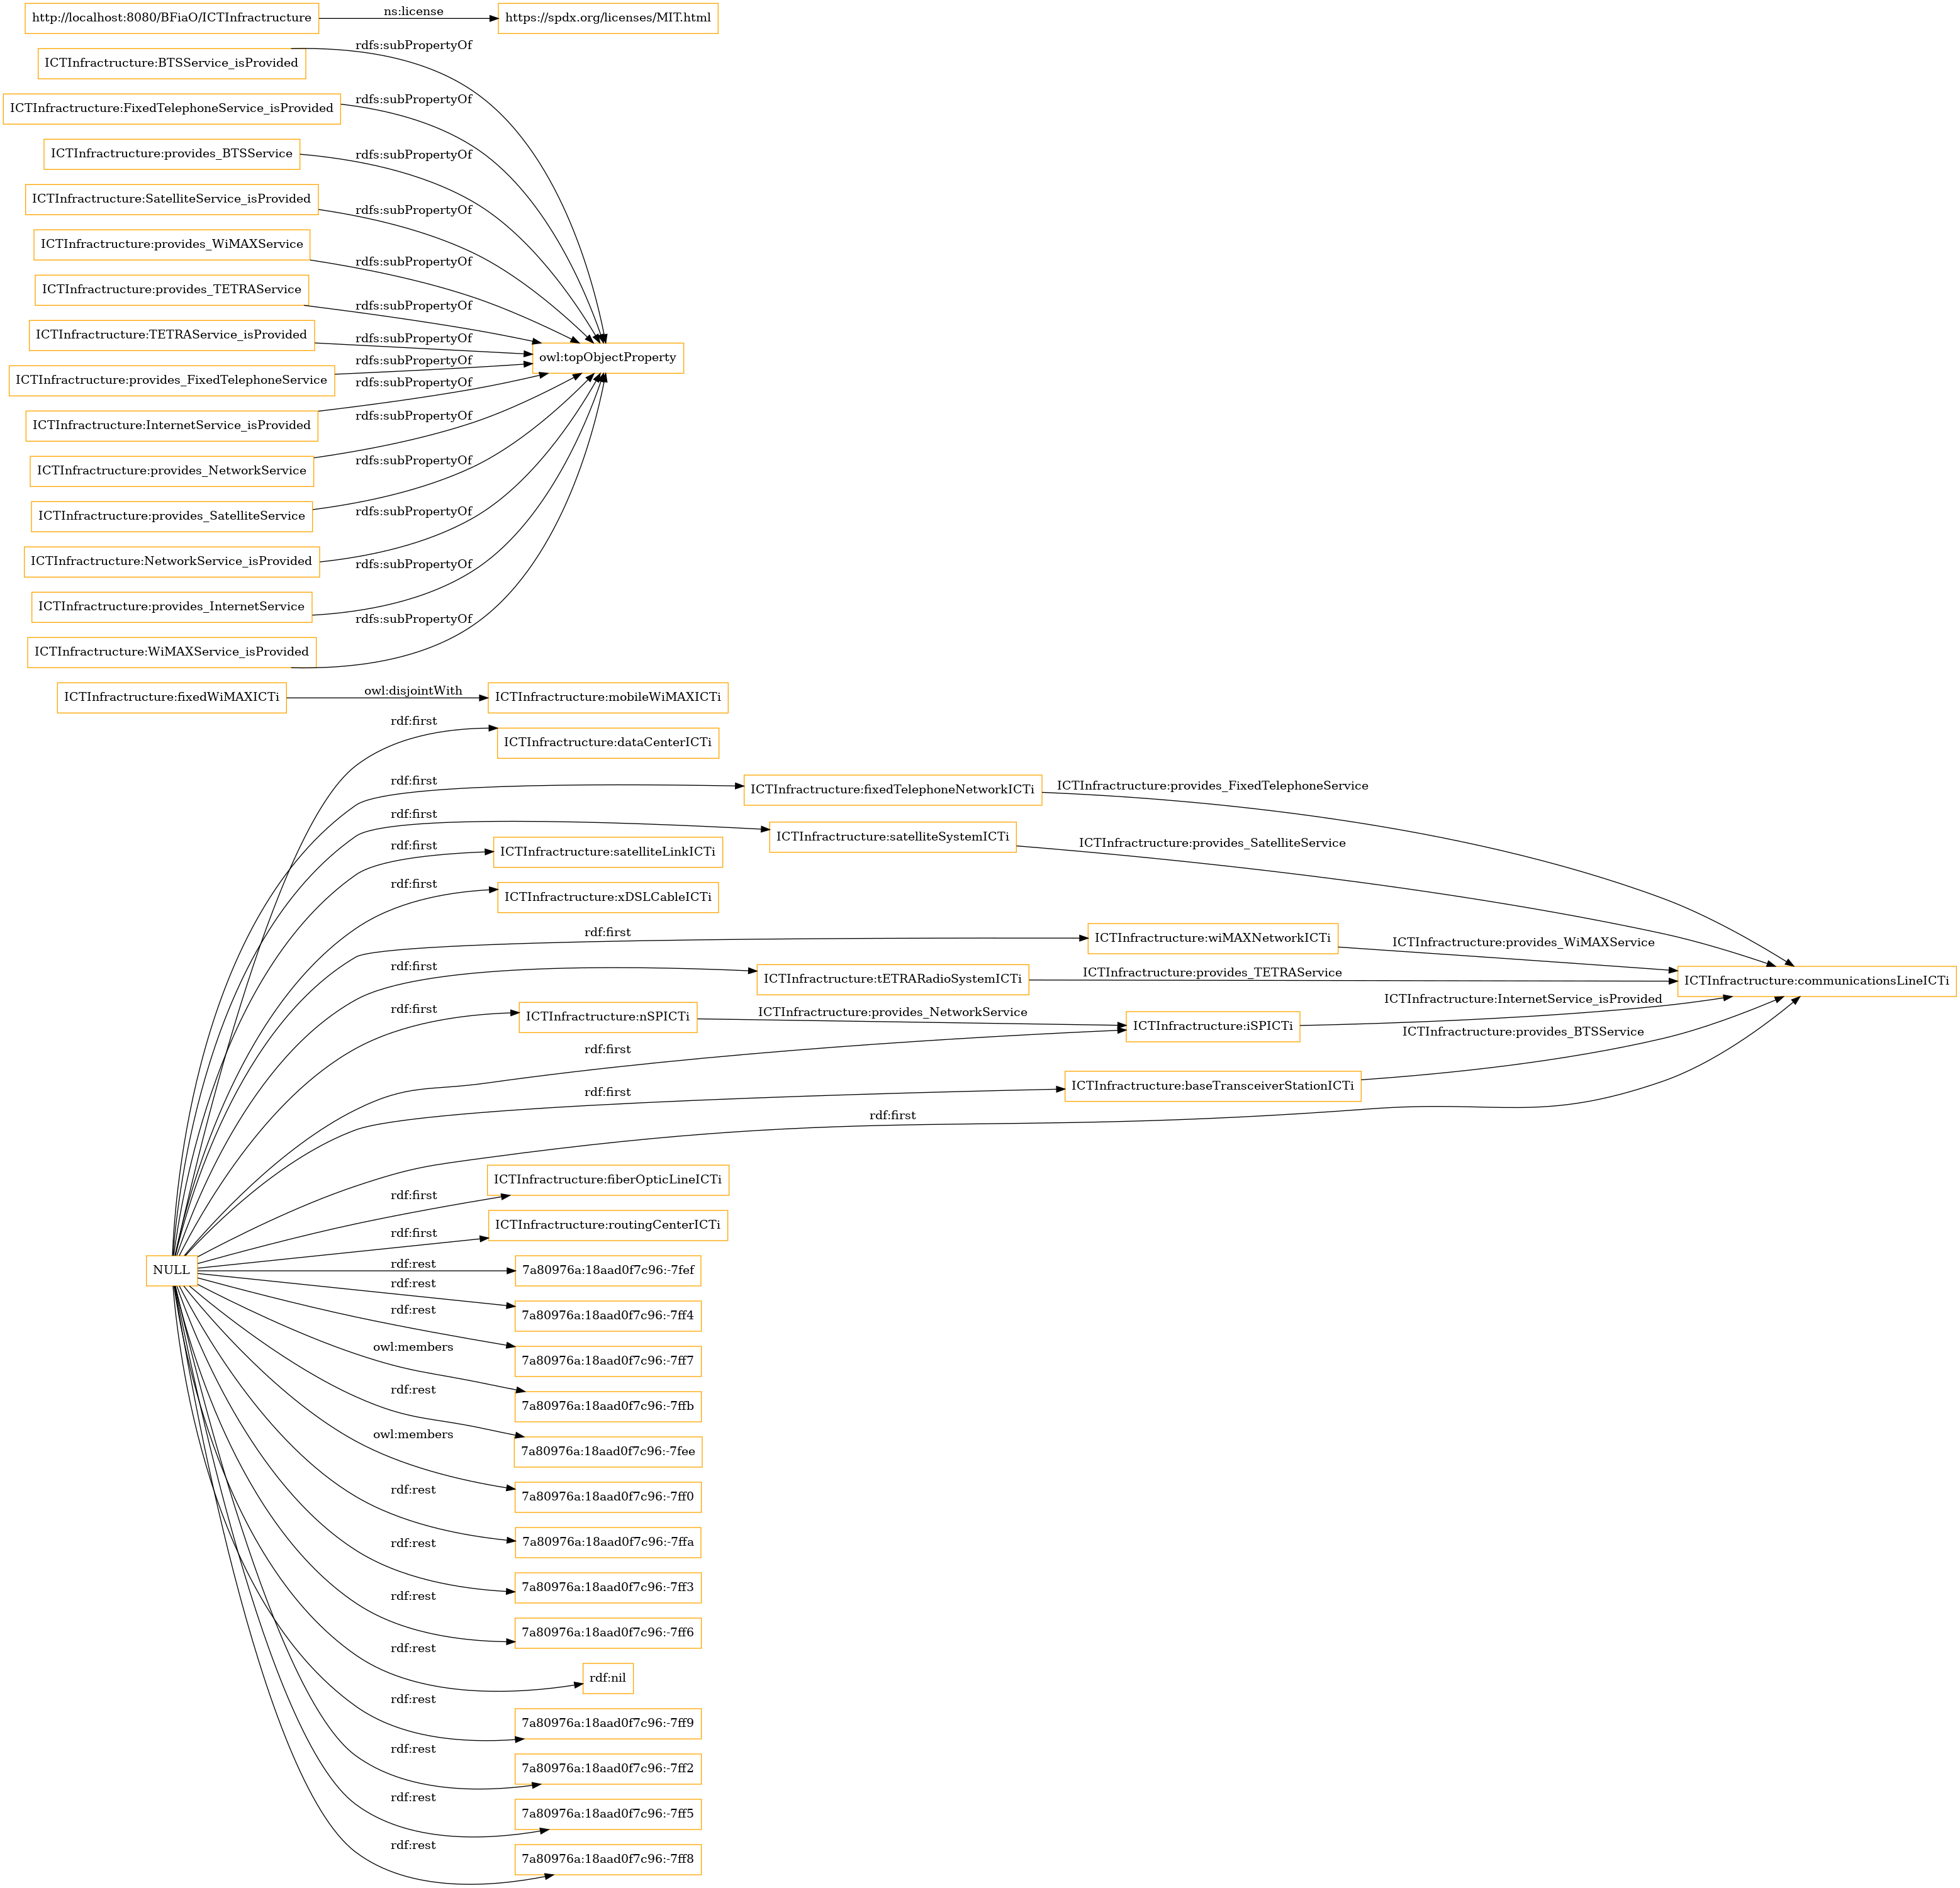 http://localhost:8080/BFiaO/ICTInfractructure
ns:license
https://spdx.org/licenses/MIT.html
ICTInfractructure:BTSService_isProvided
rdfs:subPropertyOf
ICTInfractructure:FixedTelephoneService_isProvided
rdfs:subPropertyOf
ICTInfractructure:provides_BTSService
rdfs:subPropertyOf
ICTInfractructure:SatelliteService_isProvided
rdfs:subPropertyOf
ICTInfractructure:provides_WiMAXService
rdfs:subPropertyOf
ICTInfractructure:provides_TETRAService
rdfs:subPropertyOf
ICTInfractructure:TETRAService_isProvided
rdfs:subPropertyOf
owl:topObjectProperty
ICTInfractructure:provides_FixedTelephoneService
rdfs:subPropertyOf
ICTInfractructure:InternetService_isProvided
rdfs:subPropertyOf
ICTInfractructure:provides_NetworkService
rdfs:subPropertyOf
ICTInfractructure:provides_SatelliteService
rdfs:subPropertyOf
ICTInfractructure:NetworkService_isProvided
rdfs:subPropertyOf
ICTInfractructure:provides_InternetService
rdfs:subPropertyOf
ICTInfractructure:WiMAXService_isProvided
rdfs:subPropertyOf
ICTInfractructure:fixedWiMAXICTi
owl:disjointWith
ICTInfractructure:mobileWiMAXICTi
rdf:first
ICTInfractructure:dataCenterICTi
rdf:first
ICTInfractructure:fixedTelephoneNetworkICTi
ICTInfractructure:provides_FixedTelephoneService
rdf:first
ICTInfractructure:satelliteSystemICTi
ICTInfractructure:provides_SatelliteService
rdf:first
ICTInfractructure:satelliteLinkICTi
rdf:first
ICTInfractructure:xDSLCableICTi
rdf:first
ICTInfractructure:wiMAXNetworkICTi
ICTInfractructure:provides_WiMAXService
rdf:first
ICTInfractructure:tETRARadioSystemICTi
ICTInfractructure:provides_TETRAService
ICTInfractructure:communicationsLineICTi
rdf:first
ICTInfractructure:nSPICTi
ICTInfractructure:provides_NetworkService
ICTInfractructure:iSPICTi
ICTInfractructure:InternetService_isProvided
rdf:first
ICTInfractructure:provides_BTSService
rdf:first
ICTInfractructure:baseTransceiverStationICTi
rdf:first
rdf:first
ICTInfractructure:fiberOpticLineICTi
rdf:first
ICTInfractructure:routingCenterICTi
NULL
rdf:rest
7a80976a:18aad0f7c96:-7fef
rdf:rest
7a80976a:18aad0f7c96:-7ff4
rdf:rest
7a80976a:18aad0f7c96:-7ff7
owl:members
7a80976a:18aad0f7c96:-7ffb
rdf:rest
7a80976a:18aad0f7c96:-7fee
owl:members
7a80976a:18aad0f7c96:-7ff0
rdf:rest
7a80976a:18aad0f7c96:-7ffa
rdf:rest
7a80976a:18aad0f7c96:-7ff3
rdf:rest
7a80976a:18aad0f7c96:-7ff6
rdf:rest
rdf:nil
rdf:rest
7a80976a:18aad0f7c96:-7ff9
rdf:rest
7a80976a:18aad0f7c96:-7ff2
rdf:rest
7a80976a:18aad0f7c96:-7ff5
rdf:rest
7a80976a:18aad0f7c96:-7ff8